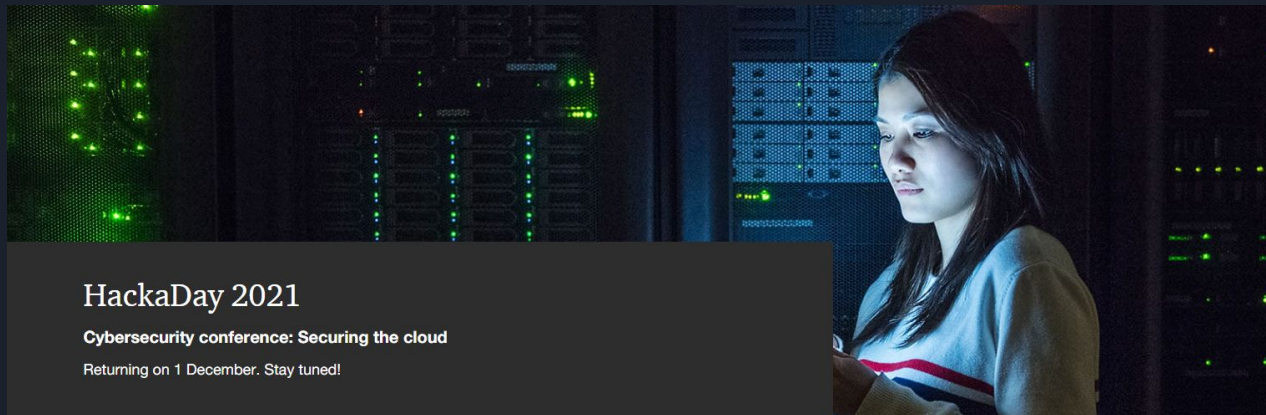 HackaDay 2021
Cybersecurity conference: Securing the cloud
Returning on 1 December. Stay tuned!